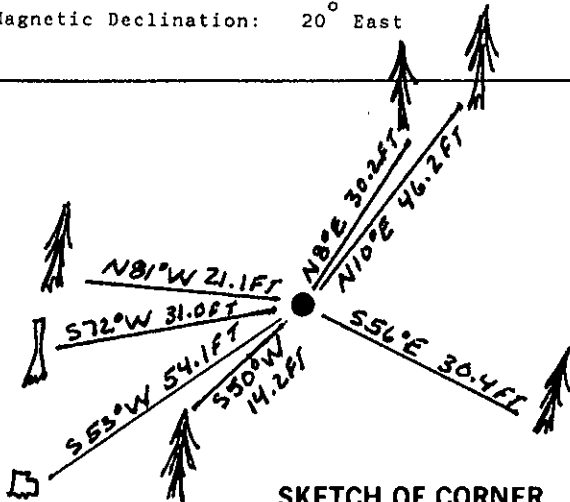 Magnetic Declination: 20° East
N8°E 30.2FT
N10°E 46.2FT
N81°W 21.1FT
S72°W 31.0FT
S56°E 30.4FT
S53°W 54.1FT
S50°W
14.2FT
SKETCH OF CORNER